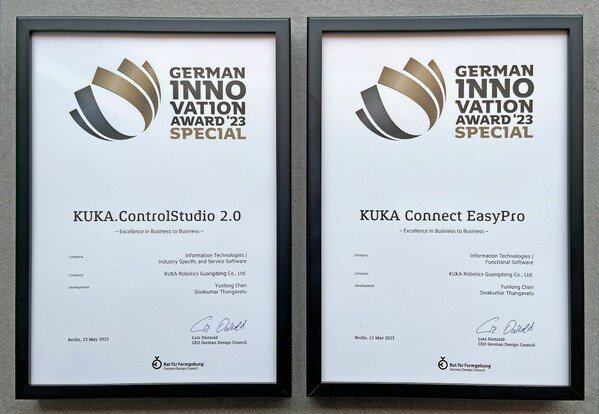 GERMAN
INNO
VATION
AWARD '23
SPECIAL
KUKA.ControlStudio 2.0
– Excellence in Business to Business –
Category
Information Technologies |
Industry Specific and Service Software
Company
KUKA Robotics Guangdong Co., Ltd.
Development
Yunlong Chen
Sivakumar Thangavelu
Berlin, 23 May 2023
Lutz Dietzold
CEO German Design Council
Rat für Formgebung
German Design Council
GERMAN
INNO
VATION
AWARD '23
SPECIAL
KUKA Connect EasyPro
– Excellence in Business to Business –
Category
Information Technologies |
Functional Software
Company
KUKA Robotics Guangdong Co., Ltd.
Development
Yunlong Chen
Sivakumar Thangavelu
Berlin, 23 May 2023
Lutz Dietzold
CEO German Design Council
Rat für Formgebung
German Design Council